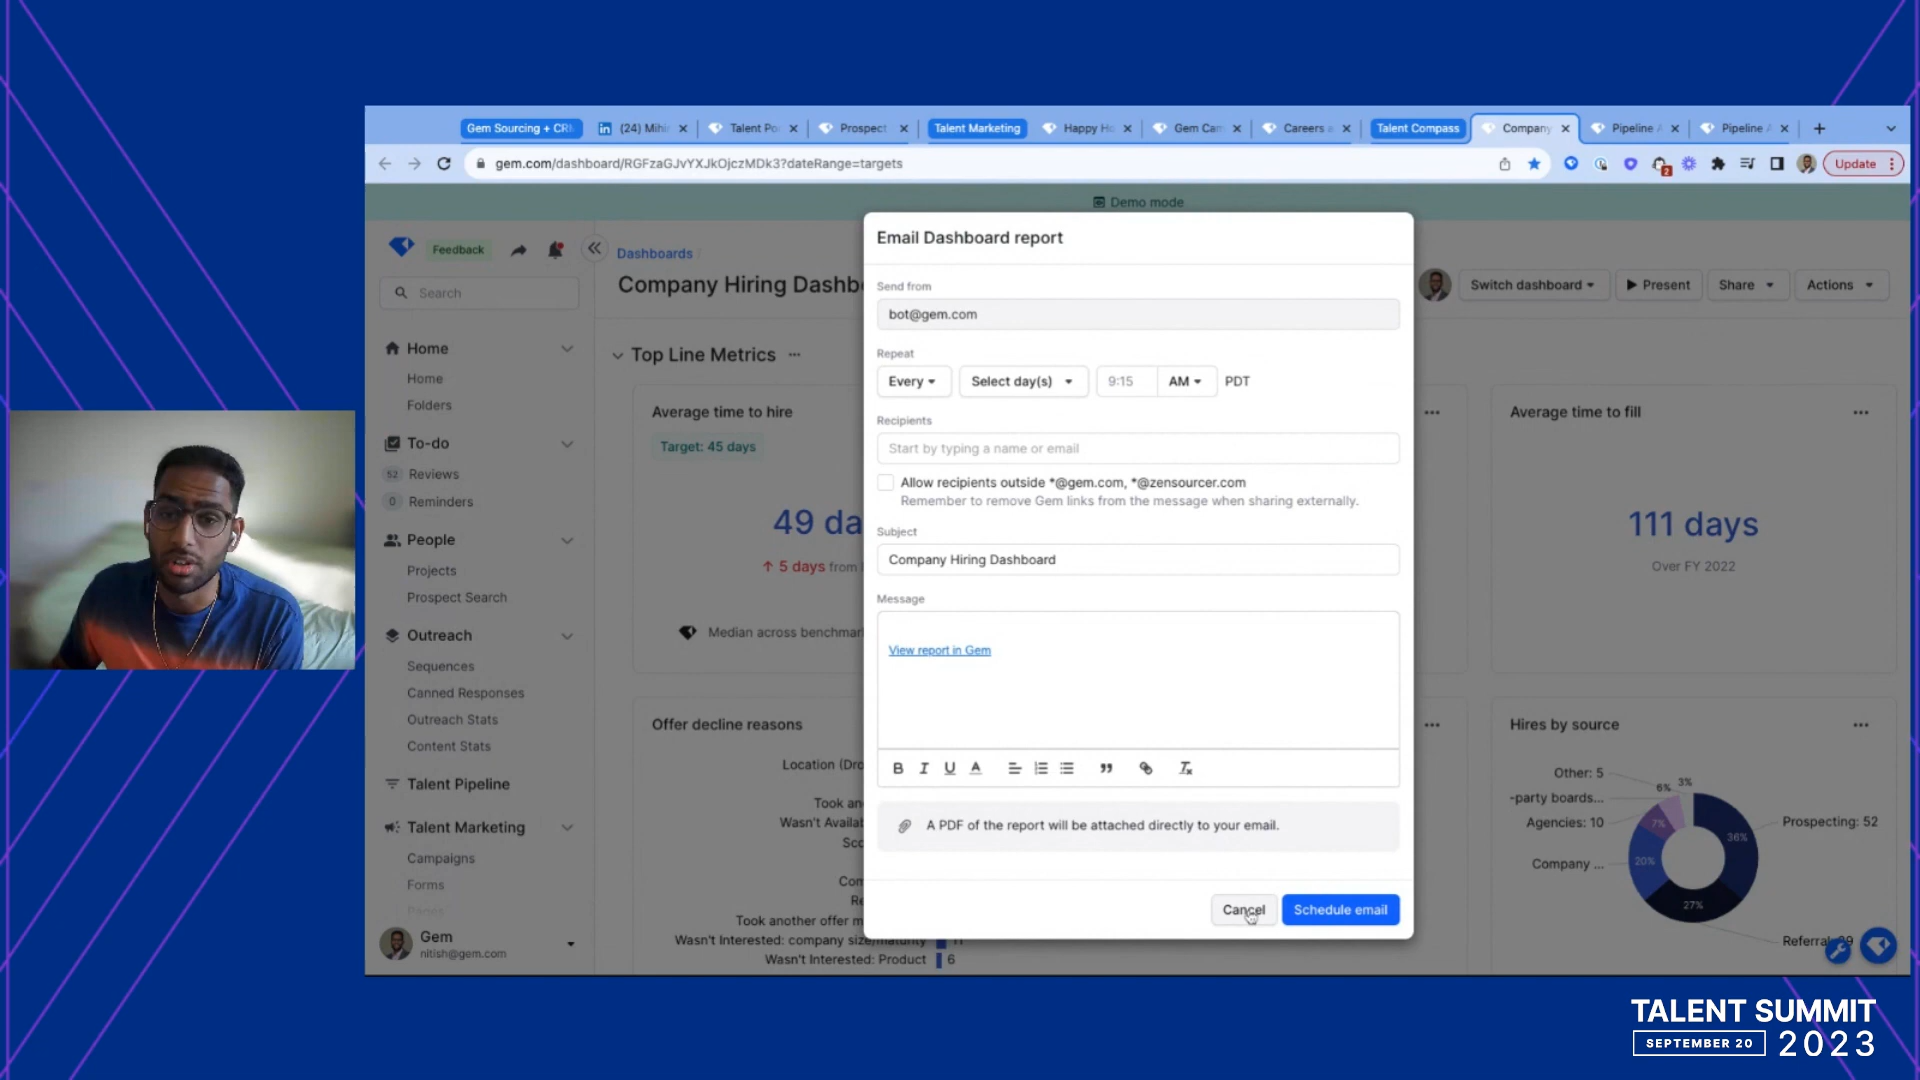 Gem Sourcing + CR
(24) Mihi
Talent Po
Prospect
Talent Marketing
Happy H
Gem Ca
Careers
Talent Compass
Company
Pipeline
Pipeline
gem.com/dashboard/RGFzaGJvYXJkOjczMDk3?dateRange=targets
2
Update
Demo mode
Feedback
Search
Home
Home
Folders
To-do
52 Reviews
0 Reminders
People
Projects
Prospect Search
Outreach
Sequences
Canned Responses
Outreach Stats
Content Stats
Talent Pipeline
Talent Marketing
Campaigns
Forms
Gem
nitish@gem.com
Dashboards /
Company Hiring Dashb
Switch dashboard
Present
Share
Actions
Top Line Metrics
Average time to hire
Target: 45 days
49 da
↑ 5 days from
Median across benchmar
Offer decline reasons
Location (Dro
Took an
Wasn't Availa
Sco
Com
Re
Took another offer m
Wasn't Interested: company size/maturity 11
Wasn't Interested: Product 6
Email Dashboard report
Send from
bot@gem.com
Repeat
Every
Select day(s)
9:15
AM
PDT
Recipients
Start by typing a name or email
Allow recipients outside *@gem.com, *@zensourcer.com
Remember to remove Gem links from the message when sharing externally.
Subject
Company Hiring Dashboard
Message
View report in Gem
B I U A
A PDF of the report will be attached directly to your email.
Cancel
Schedule email
Average time to fill
111 days
Over FY 2022
Hires by source
Other: 5
-party boards...
Agencies: 10
Company ...
Prospecting: 52
Referral
3%
6%
7%
20%
27%
36%
TALENT SUMMIT
SEPTEMBER 20
2023